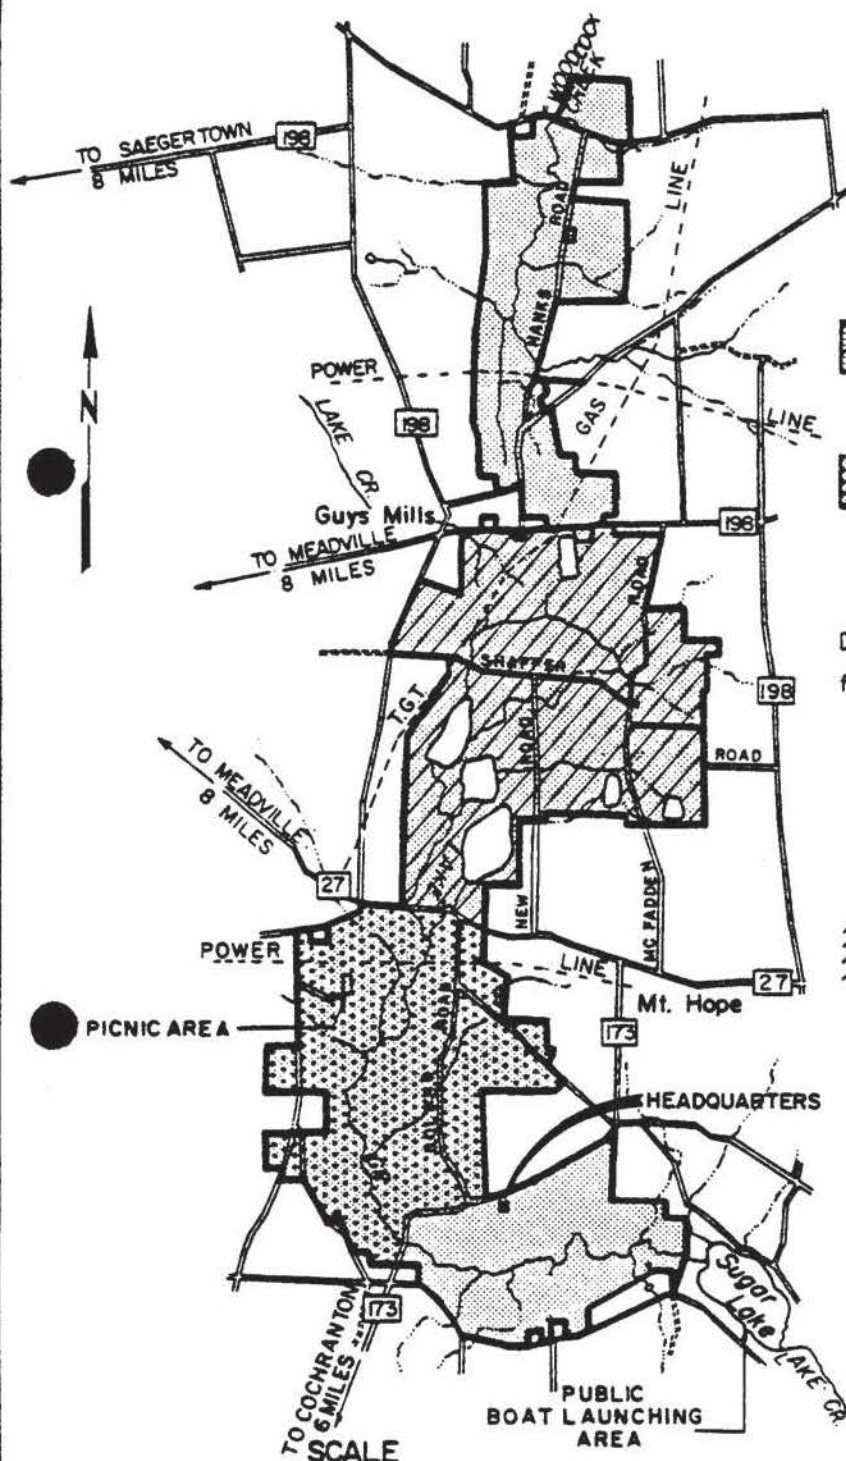 WOODCOCK
CREEK
TO SAEGERTOWN
8 MILES
198
LINE
ROAD
HANKS
N
POWER
LAKE CR.
198
GAS
LINE
Guys Mills
198
TO MEADVILLE
8 MILES
ROAD
SHAFFER
T.G.T.
ROAD
198
ROAD
TO MEADVILLE
8 MILES
27
NEW
MC FADDEN
POWER
LINE
27
Mt. Hope
PICNIC AREA
ROAD
173
HEADQUARTERS
Sugar
Lake
LAKE CR.
173
TO COCHRANTON
6 MILES
PUBLIC
BOAT LAUNCHING
AREA
SCALE